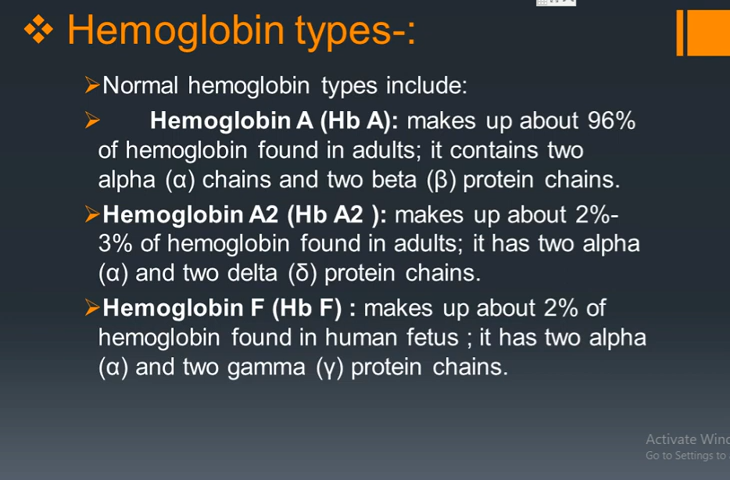 ❖ Hemoglobin types-:
➢Normal hemoglobin types include:
➢ Hemoglobin A (Hb A): makes up about 96%
of hemoglobin found in adults; it contains two
alpha (α) chains and two beta (β) protein chains.
➢Hemoglobin A2 (Hb A2 ): makes up about 2%-
3% of hemoglobin found in adults; it has two alpha
(α) and two delta (δ) protein chains.
➢Hemoglobin F (Hb F) : makes up about 2% of
hemoglobin found in human fetus ; it has two alpha
(α) and two gamma (γ) protein chains.
Activate Wind
Go to Settings to